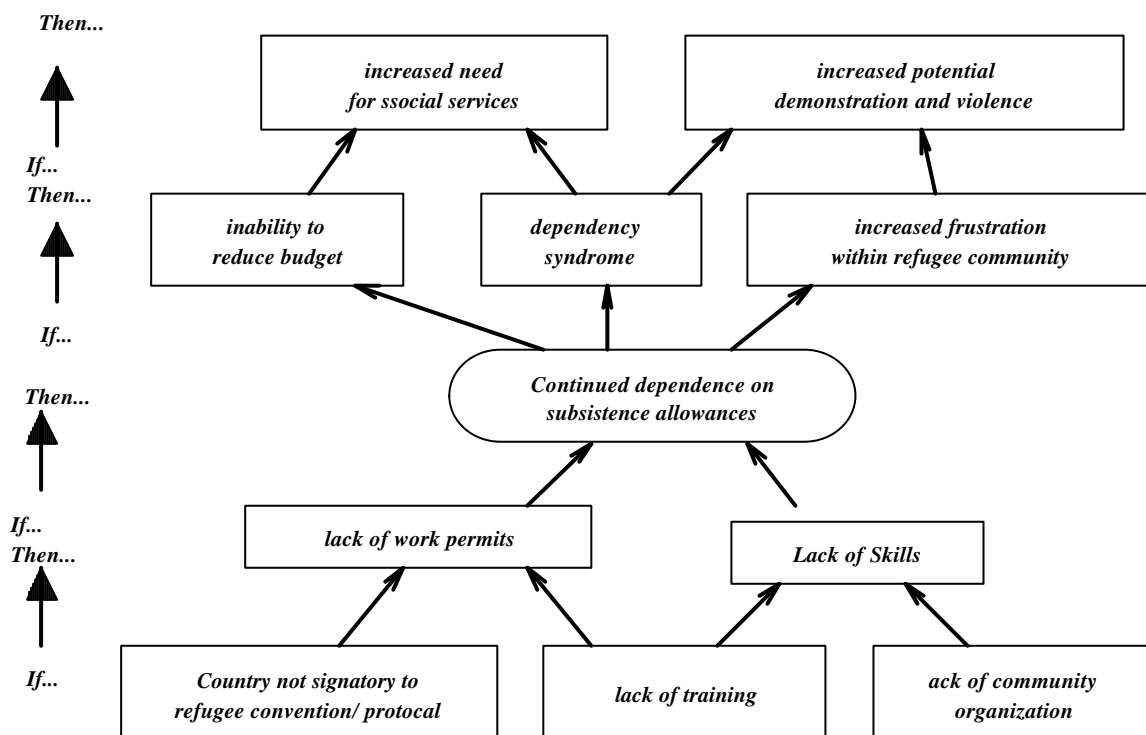 Then...
increased need
for ssocial services
increased potential
demonstration and violence
If...
Then...
inability to
reduce budget
dependency
syndrome
increased frustration
within refugee community
If...
Continued dependence on
subsistence allowances
Then...
If...
Then...
lack of work permits
Lack of Skills
If...
Country not signatory to
refugee convention/ protocal
lack of training
ack of community
organization